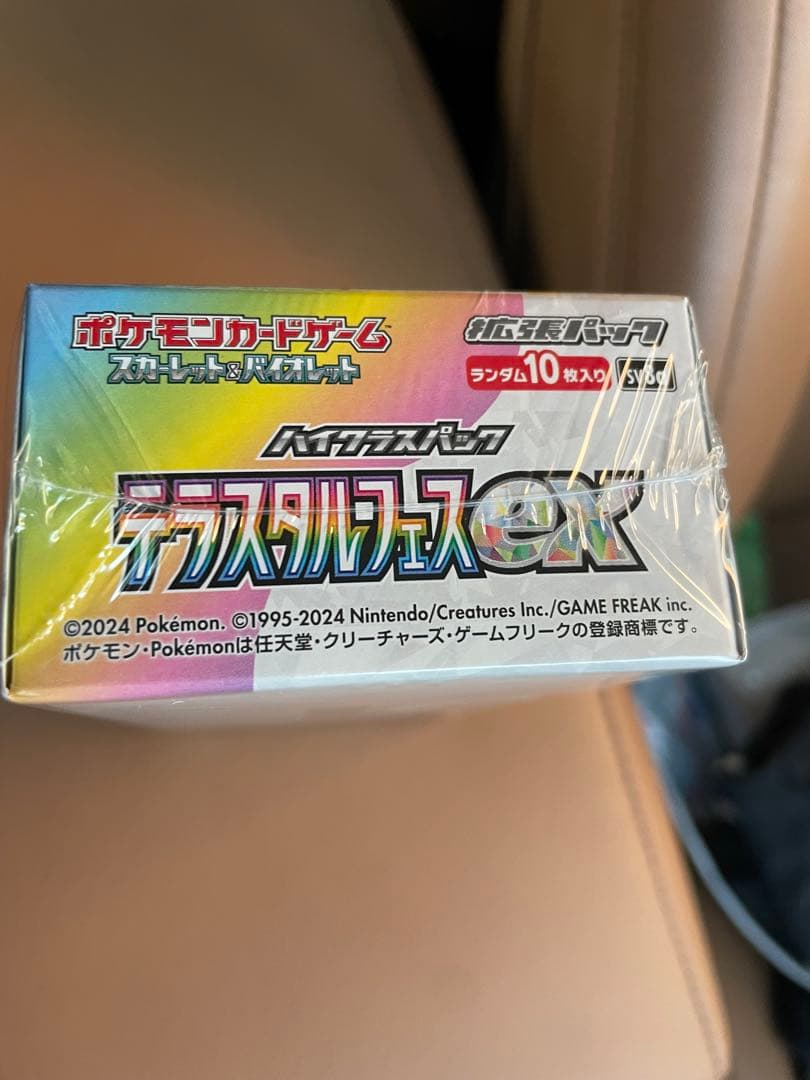 ポケモンカードゲーム™
スカーレット&バイオレット
拡張パック
ランダム10枚入り
ハイクラスパック
テラスタル・フェスex
©2024 Pokémon. ©1995-2024 Nintendo/Creatures Inc./GAME FREAK inc.
ポケモン・Pokémonは任天堂・クリーチャーズ・ゲームフリークの登録商標です。